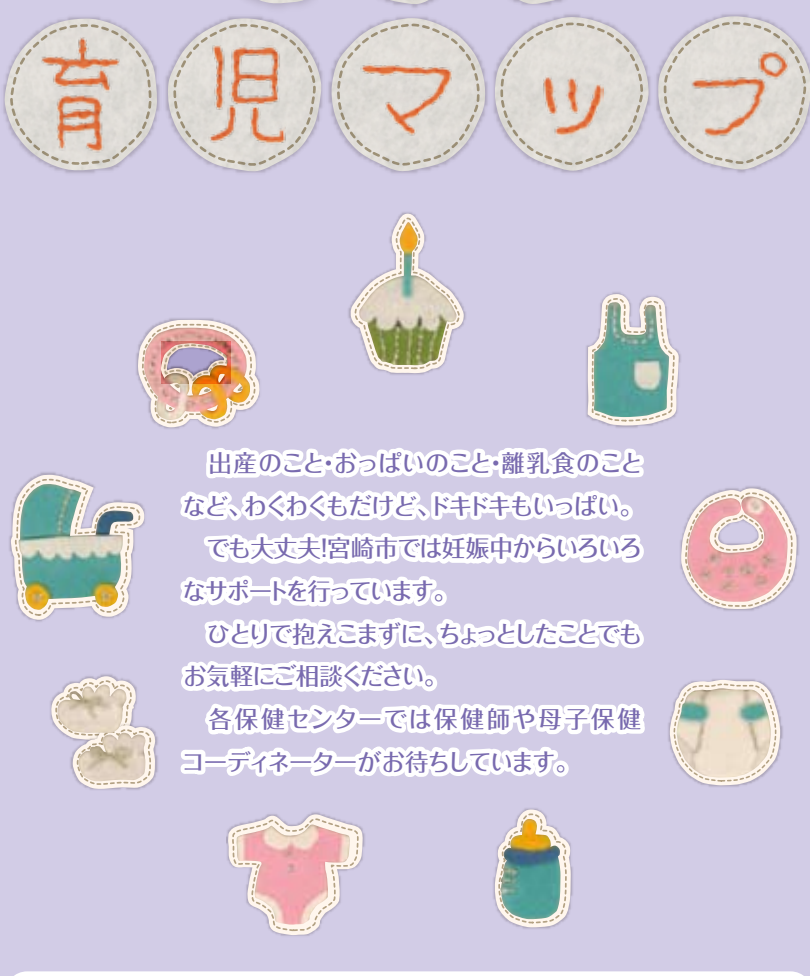 育児マップ
出産のこと・おっぱいのこと・離乳食のこと
など、わくわくもだけど、ドキドキもいっぱい。
でも大丈夫!宮崎市では妊娠中からいろいろ
なサポートを行っています。
ひとりで抱えこまずに、ちょっとしたことでも
お気軽にご相談ください。
各保健センターでは保健師や母子保健
コーディネーターがお待ちしています。